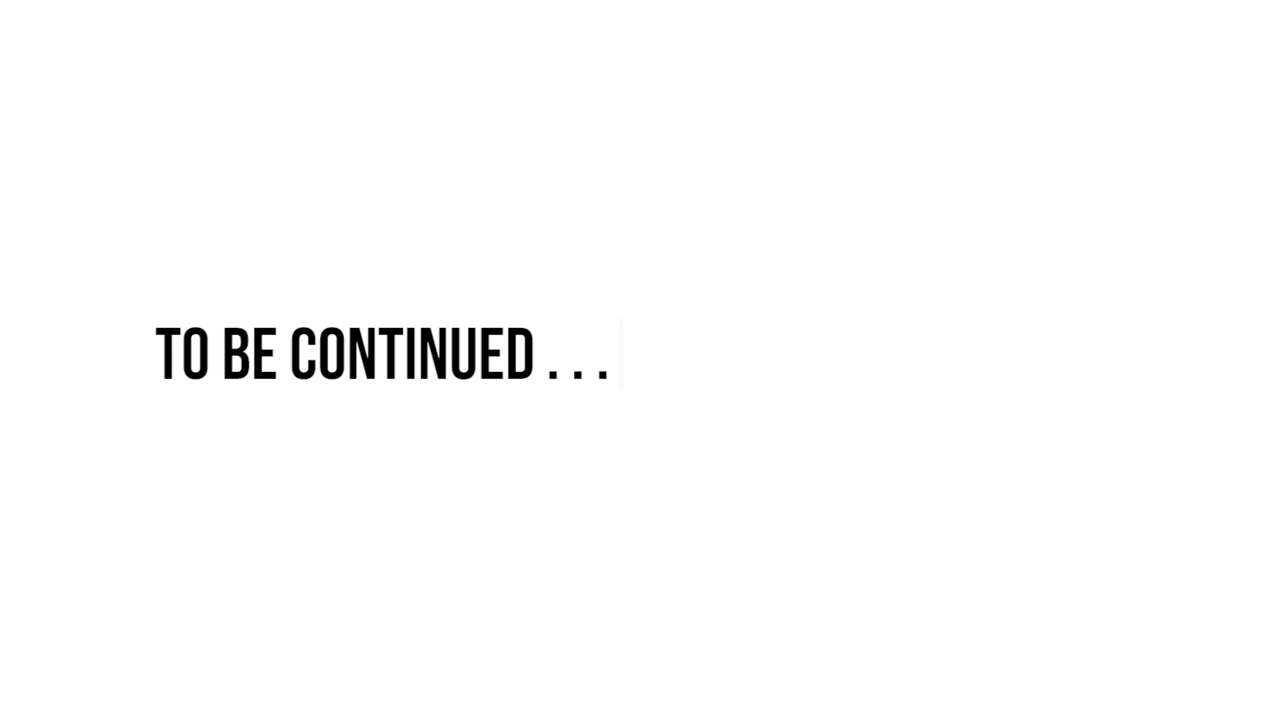 TO BE CONTINUED . . .